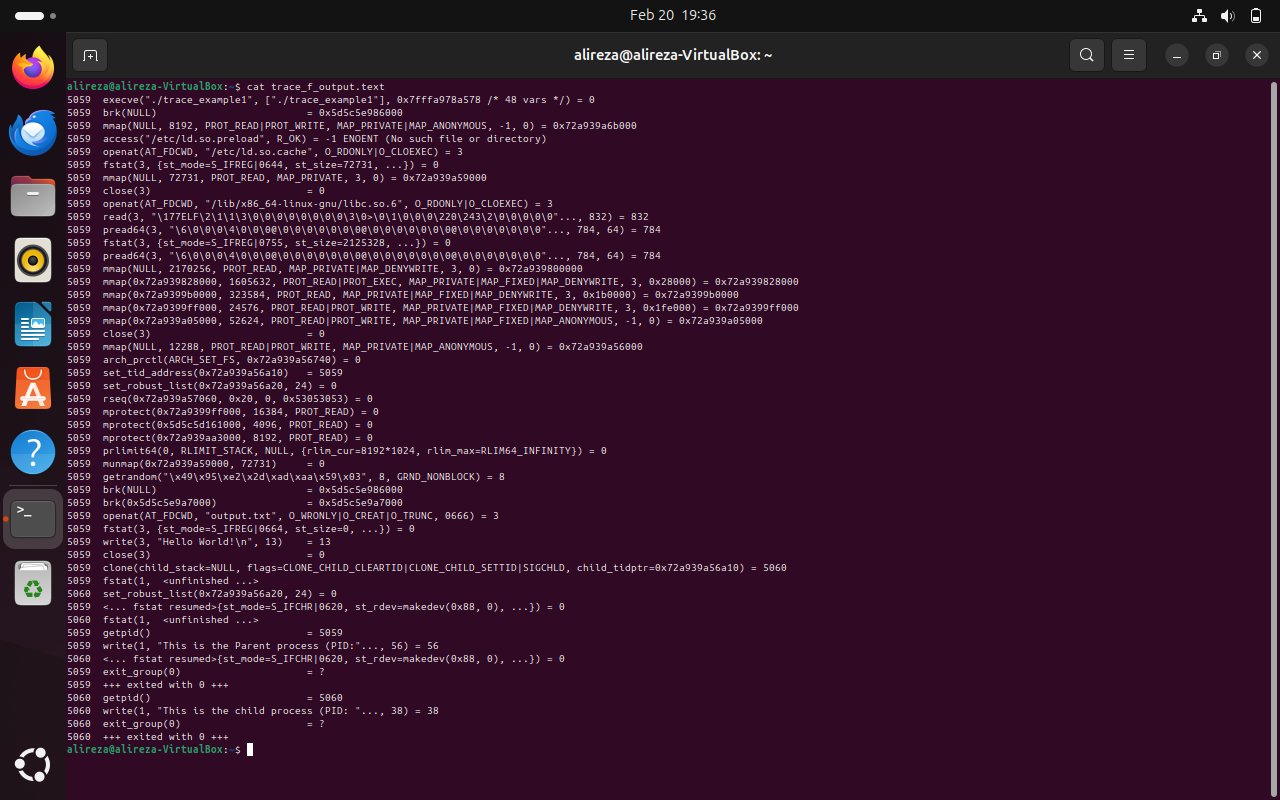 Feb 20 19:36
alireza@alireza-VirtualBox: ~
alireza@alireza-VirtualBox:~$ cat trace_f_output.text
5059  execve("./trace_example1", ["./trace_example1"], 0x7fffa978a578 /* 48 vars */) = 0
5059  brk(NULL)                         = 0x5d5c5e986000
5059  mmap(NULL, 8192, PROT_READ|PROT_WRITE, MAP_PRIVATE|MAP_ANONYMOUS, -1, 0) = 0x72a939a6b000
5059  access("/etc/ld.so.preload", R_OK) = -1 ENOENT (No such file or directory)
5059  openat(AT_FDCWD, "/etc/ld.so.cache", O_RDONLY|O_CLOEXEC) = 3
5059  fstat(3, {st_mode=S_IFREG|0644, st_size=72731, ...}) = 0
5059  mmap(NULL, 72731, PROT_READ, MAP_PRIVATE, 3, 0) = 0x72a939a59000
5059  close(3)                          = 0
5059  openat(AT_FDCWD, "/lib/x86_64-linux-gnu/libc.so.6", O_RDONLY|O_CLOEXEC) = 3
5059  read(3, "\177ELF\2\1\1\3\0\0\0\0\0\0\0\0\3\0>\0\1\0\0\0\220\243\2\0\0\0\0\0"..., 832) = 832
5059  pread64(3, "\6\0\0\0\4\0\0\0@\0\0\0\0\0\0\0@\0\0\0\0\0\0\0@\0\0\0\0\0\0\0"..., 784, 64) = 784
5059  fstat(3, {st_mode=S_IFREG|0755, st_size=2125328, ...}) = 0
5059  pread64(3, "\6\0\0\0\4\0\0\0@\0\0\0\0\0\0\0@\0\0\0\0\0\0\0@\0\0\0\0\0\0\0"..., 784, 64) = 784
5059  mmap(NULL, 2170256, PROT_READ, MAP_PRIVATE|MAP_DENYWRITE, 3, 0) = 0x72a939800000
5059  mmap(0x72a939828000, 1605632, PROT_READ|PROT_EXEC, MAP_PRIVATE|MAP_FIXED|MAP_DENYWRITE, 3, 0x28000) = 0x72a939828000
5059  mmap(0x72a9399b0000, 323584, PROT_READ, MAP_PRIVATE|MAP_FIXED|MAP_DENYWRITE, 3, 0x1b0000) = 0x72a9399b0000
5059  mmap(0x72a9399ff000, 24576, PROT_READ|PROT_WRITE, MAP_PRIVATE|MAP_FIXED|MAP_DENYWRITE, 3, 0x1fe000) = 0x72a9399ff000
5059  mmap(0x72a939a05000, 52624, PROT_READ|PROT_WRITE, MAP_PRIVATE|MAP_FIXED|MAP_ANONYMOUS, -1, 0) = 0x72a939a05000
5059  close(3)                          = 0
5059  mmap(NULL, 12288, PROT_READ|PROT_WRITE, MAP_PRIVATE|MAP_ANONYMOUS, -1, 0) = 0x72a939a56000
5059  arch_prctl(ARCH_SET_FS, 0x72a939a56740) = 0
5059  set_tid_address(0x72a939a56a10)   = 5059
5059  set_robust_list(0x72a939a56a20, 24) = 0
5059  rseq(0x72a939a57060, 0x20, 0, 0x53053053) = 0
5059  mprotect(0x72a9399ff000, 16384, PROT_READ) = 0
5059  mprotect(0x5d5c5d161000, 4096, PROT_READ) = 0
5059  mprotect(0x72a939aa3000, 8192, PROT_READ) = 0
5059  prlimit64(0, RLIMIT_STACK, NULL, {rlim_cur=8192*1024, rlim_max=RLIM64_INFINITY}) = 0
5059  munmap(0x72a939a59000, 72731)     = 0
5059  getrandom("\x49\x95\xe2\x2d\xad\xaa\x59\x03", 8, GRND_NONBLOCK) = 8
5059  brk(NULL)                         = 0x5d5c5e986000
5059  brk(0x5d5c5e9a7000)               = 0x5d5c5e9a7000
5059  openat(AT_FDCWD, "output.txt", O_WRONLY|O_CREAT|O_TRUNC, 0666) = 3
5059  fstat(3, {st_mode=S_IFREG|0664, st_size=0, ...}) = 0
5059  write(3, "Hello World!\n", 13)    = 13
5059  close(3)                          = 0
5059  clone(child_stack=NULL, flags=CLONE_CHILD_CLEARTID|CLONE_CHILD_SETTID|SIGCHLD, child_tidptr=0x72a939a56a10) = 5060
5059  fstat(1,  <unfinished ...>
5060  set_robust_list(0x72a939a56a20, 24) = 0
5059  <... fstat resumed>{st_mode=S_IFCHR|0620, st_rdev=makedev(0x88, 0), ...}) = 0
5060  fstat(1,  <unfinished ...>
5059  getpid()                          = 5059
5059  write(1, "This is the Parent process (PID:"..., 56) = 56
5060  <... fstat resumed>{st_mode=S_IFCHR|0620, st_rdev=makedev(0x88, 0), ...}) = 0
5059  exit_group(0)                     = ?
5059  +++ exited with 0 +++
5060  getpid()                          = 5060
5060  write(1, "This is the child process (PID: "..., 38) = 38
5060  exit_group(0)                     = ?
5060  +++ exited with 0 +++
alireza@alireza-VirtualBox:~$